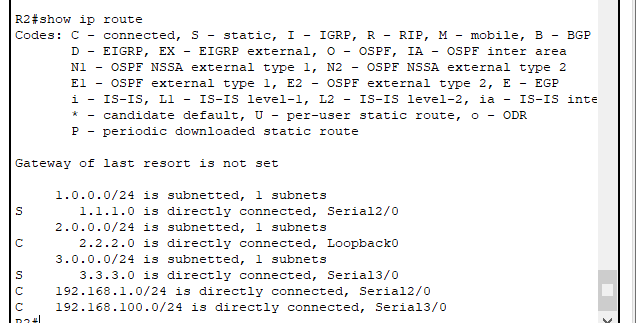 R2#show ip route
Codes: C - connected, S - static, I - IGRP, R - RIP, M - mobile, B - BGP
       D - EIGRP, EX - EIGRP external, O - OSPF, IA - OSPF inter area
       N1 - OSPF NSSA external type 1, N2 - OSPF NSSA external type 2
       E1 - OSPF external type 1, E2 - OSPF external type 2, E - EGP
       i - IS-IS, L1 - IS-IS level-1, L2 - IS-IS level-2, ia - IS-IS inte
       * - candidate default, U - per-user static route, o - ODR
       P - periodic downloaded static route
Gateway of last resort is not set
     1.0.0.0/24 is subnetted, 1 subnets
S       1.1.1.0 is directly connected, Serial2/0
     2.0.0.0/24 is subnetted, 1 subnets
C       2.2.2.0 is directly connected, Loopback0
     3.0.0.0/24 is subnetted, 1 subnets
S       3.3.3.0 is directly connected, Serial3/0
C    192.168.1.0/24 is directly connected, Serial2/0
C    192.168.100.0/24 is directly connected, Serial3/0
R2#